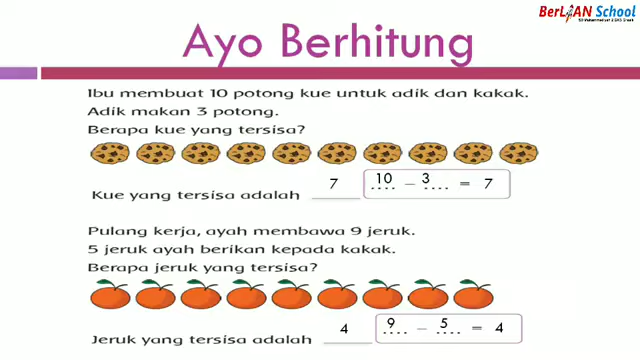 BerLIAN School
Ayo Berhitung
Ibu membuat 10 potong kue untuk adik dan kakak.
Adik makan 3 potong.
Berapa kue yang tersisa?
Kue yang tersisa adalah 7 10 - 3 = 7
Pulang kerja, ayah membawa 9 jeruk.
5 jeruk ayah berikan kepada kakak.
Berapa jeruk yang tersisa?
Jeruk yang tersisa adalah 4 9 - 5 = 4